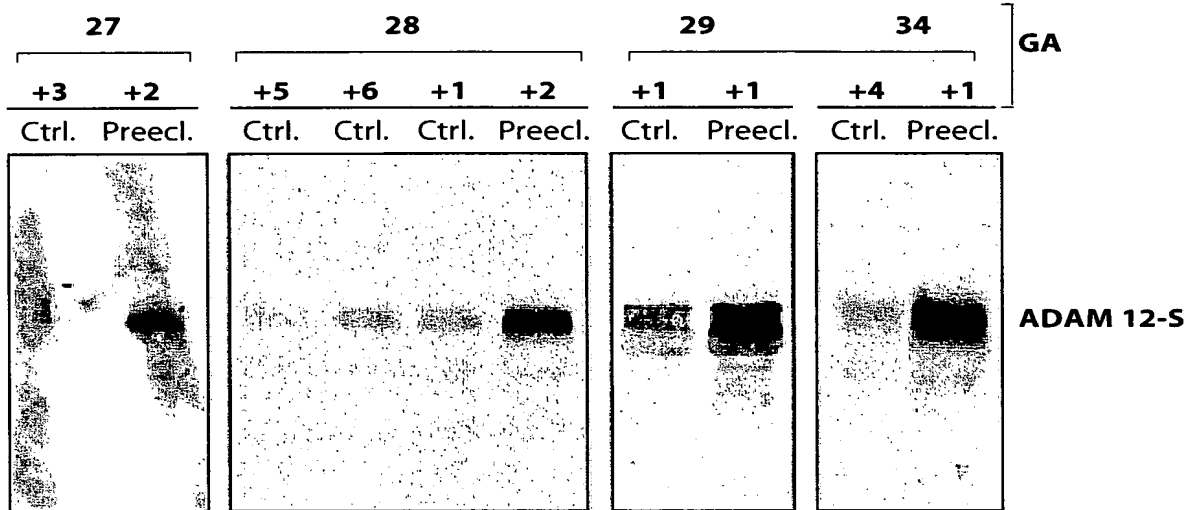 27 28 29 34 GA
+3 +2 +5 +6 +1 +2 +1 +1 +4 +1
Ctrl. Preecl. Ctrl. Ctrl. Ctrl. Preecl. Ctrl. Preecl. Ctrl. Preecl.
ADAM 12-S